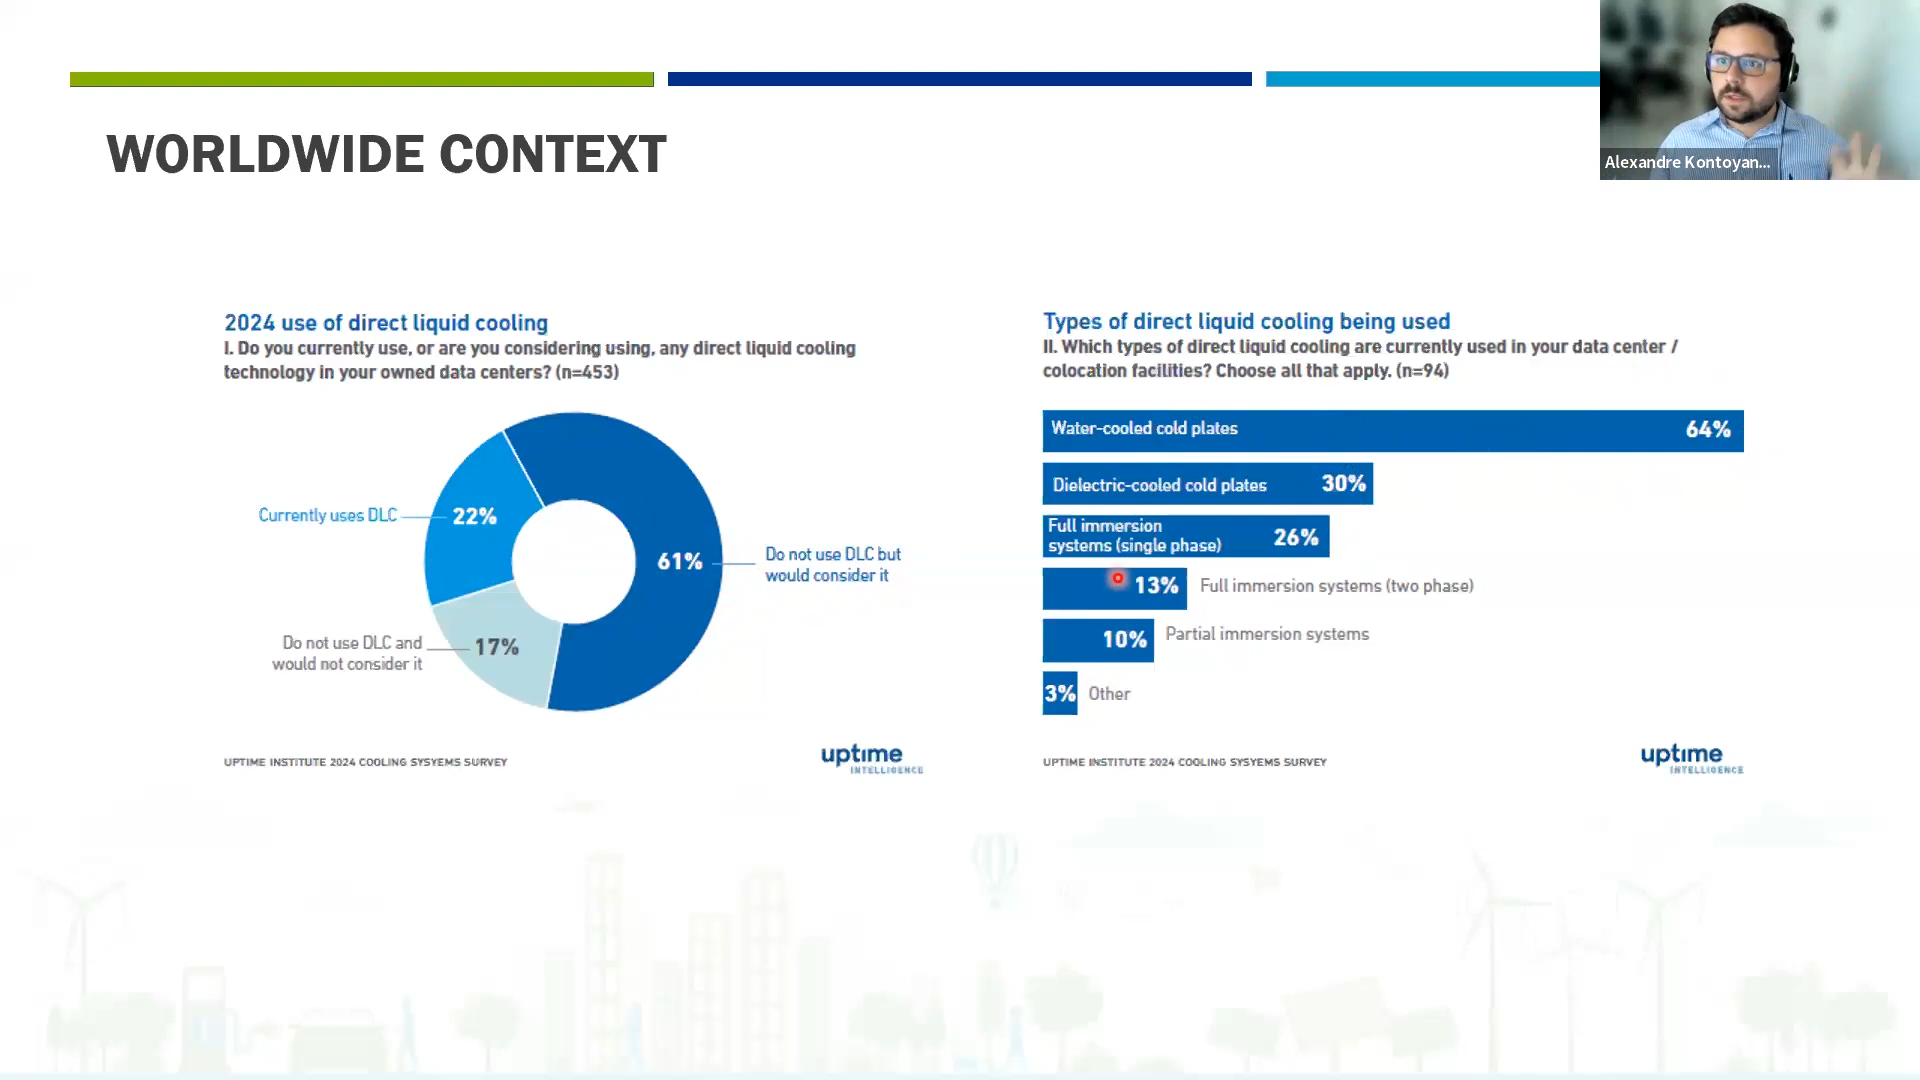 Alexandre Kontoyan...
WORLDWIDE CONTEXT
2024 use of direct liquid cooling
I. Do you currently use, or are you considering using, any direct liquid cooling
technology in your owned data centers? (n=453)
Currently uses DLC
22%
61%
Do not use DLC but
would consider it
Do not use DLC and
would not consider it
17%
UPTIME INSTITUTE 2024 COOLING SYSYEMS SURVEY
uptime
INTELLIGENCE
Types of direct liquid cooling being used
II. Which types of direct liquid cooling are currently used in your data center /
colocation facilities? Choose all that apply. (n=94)
Water-cooled cold plates 64%
Dielectric-cooled cold plates 30%
Full immersion
systems (single phase) 26%
13% Full immersion systems (two phase)
10% Partial immersion systems
3% Other
UPTIME INSTITUTE 2024 COOLING SYSYEMS SURVEY
uptime
INTELLIGENCE